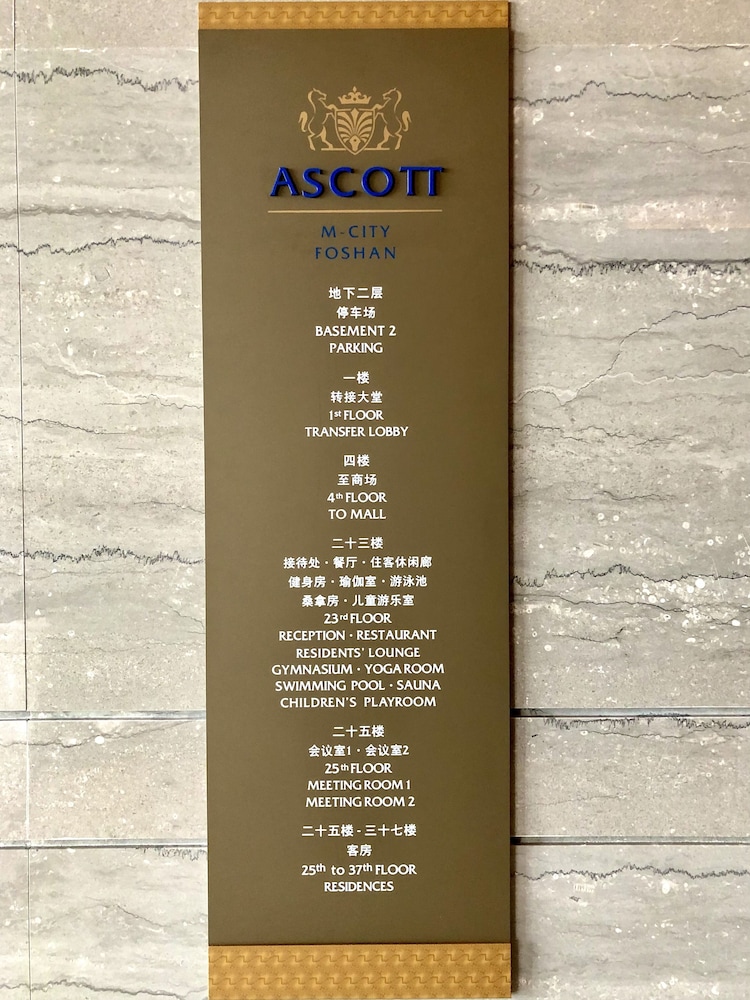 ASCOTT
M-CITY
FOSHAN
地下二层
停车场
BASEMENT 2
PARKING
一楼
转接大堂
1st FLOOR
TRANSFER LOBBY
四楼
至商场
4th FLOOR
TO MALL
二十三楼
接待处·餐厅·住客休闲廊
健身房·瑜伽室·游泳池
桑拿房·儿童游乐室
23rd FLOOR
RECEPTION·RESTAURANT
RESIDENTS' LOUNGE
GYMNASIUM·YOGA ROOM
SWIMMING POOL·SAUNA
CHILDREN'S PLAYROOM
二十五楼
会议室1·会议室2
25th FLOOR
MEETING ROOM 1
MEETING ROOM 2
二十五楼-三十七楼
客房
25th to 37th FLOOR
RESIDENCES